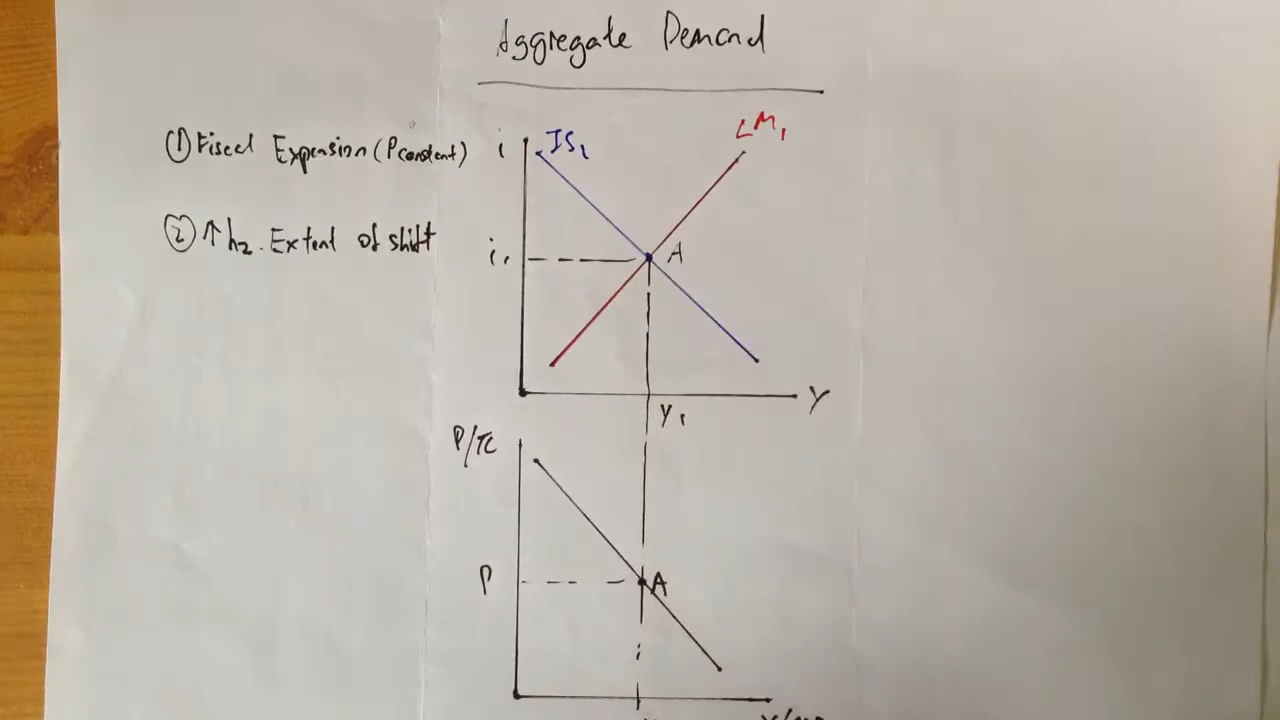 Aggregate Demand
① Fiscal Expansion (P constant)
② ↑ h₂. Extent of shift
i
IS₁
LM₁
i₁
A
Y
Y₁
P/π
P
A